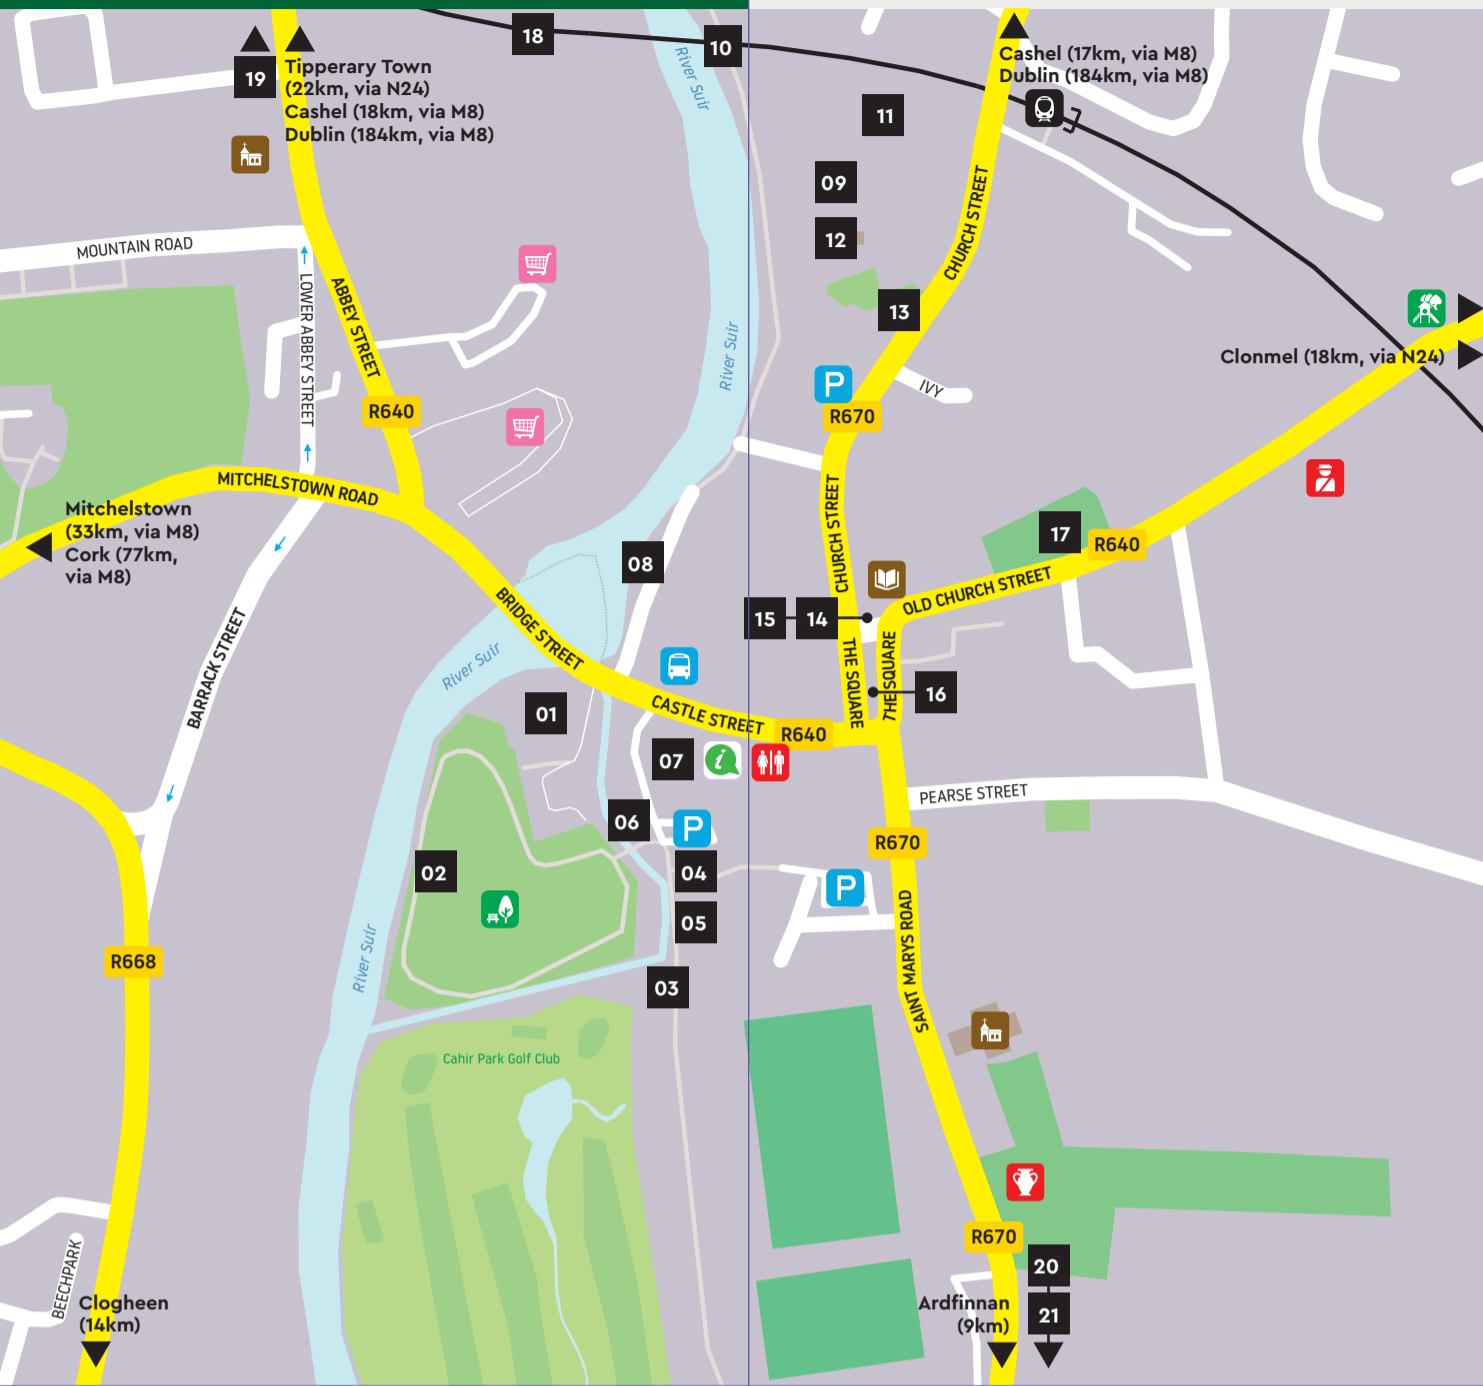 18
10
River Suir
19
Tipperary Town
(22km, via N24)
Cashel (18km, via M8)
Dublin (184km, via M8)
Cashel (17km, via M8)
Dublin (184km, via M8)
11
09
12
CHURCH STREET
MOUNTAIN ROAD
LOWER ABBEY STREET
ABBEY STREET
13
River Suir
Clonmel (18km, via N24)
P
IVY
R640
R670
MITCHELSTOWN ROAD
Mitchelstown
(33km, via M8)
Cork (77km,
via M8)
CHURCH STREET
17
R640
08
BRIDGE STREET
OLD CHURCH STREET
15
14
BARRACK STREET
River Suir
THE SQUARE
THE SQUARE
16
01
CASTLE STREET
R640
07
i
PEARSE STREET
06
P
R670
02
04
P
05
SAINT MARYS ROAD
River Suir
R668
03
Cahir Park Golf Club
R670
20
BEECHPARK
Clogheen
(14km)
Ardfinnan
(9km)
21